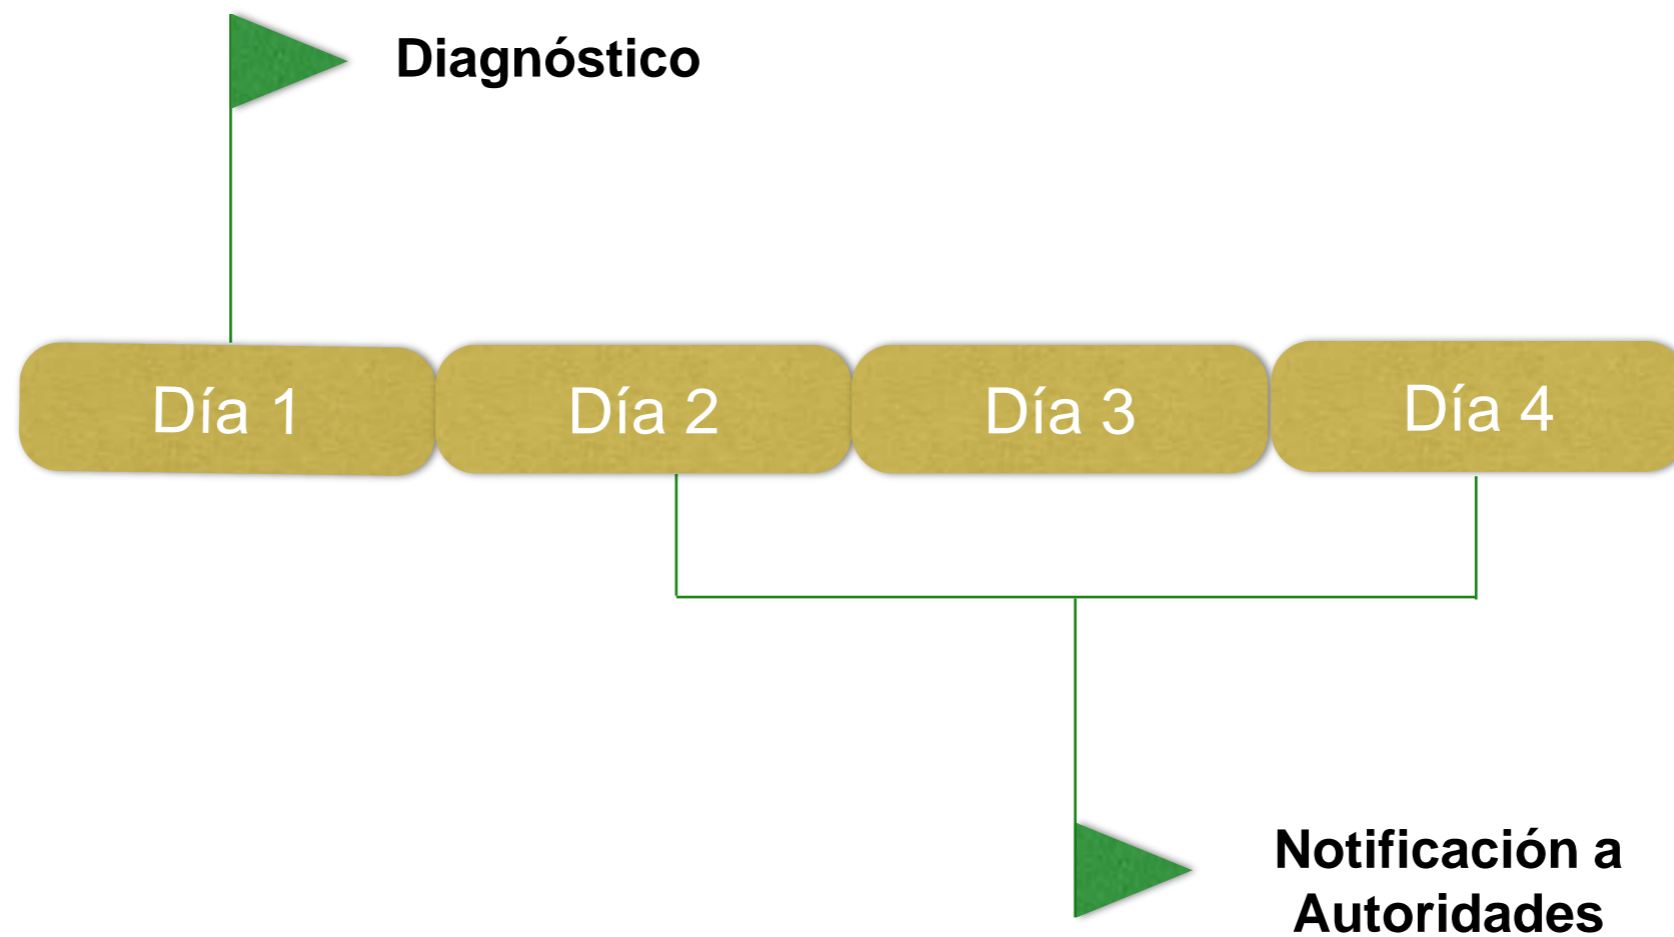 Diagnóstico
Día 1
Día 2
Día 3
Día 4
Notificación a
Autoridades